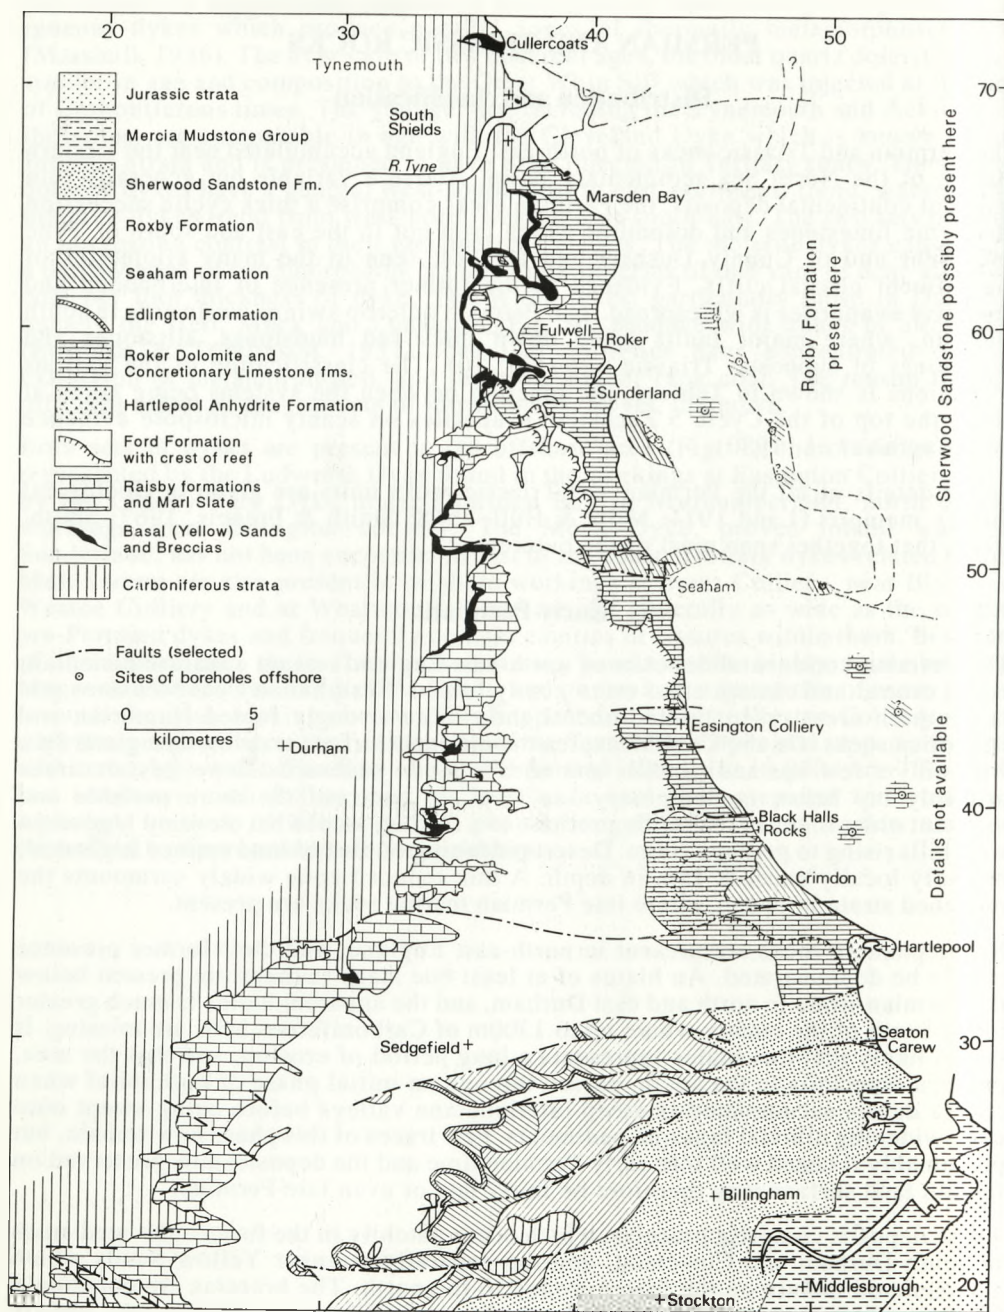 20 30 40 50
Cullercoats
Tynemouth
?
70
Jurassic strata
South
Shields
Mercia Mudstone Group
R.Tyne
Sherwood Sandstone Fm.
Marsden Bay
Roxby Formation
Seaham Formation
Edlington Formation
Roker Dolomite and
Concretionary Limestone fms.
Hartlepool Anhydrite Formation
Ford Formation
with crest of reef
Raisby formations
and Marl Slate
Basal (Yellow) Sands
and Breccias
Carboniferous strata
Faults (selected)
Sites of boreholes offshore
0 5
kilometres
Fulwell
Roker
60
Sunderland
Roxby Formation
present here
Sherwood Sandstone possibly present here
50
Seaham
Easington Colliery
Durham
40
Black Halls
Rocks
Crimdon
Details not available
Hartlepool
Sedgefield
Seaton
Carew
30
Billingham
Middlesbrough
20
Stockton